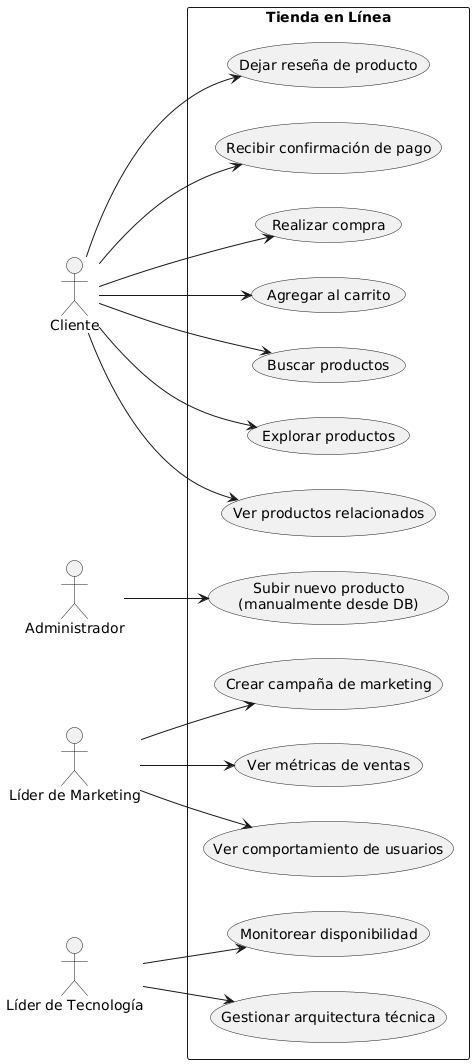 Tienda en Línea
Dejar reseña de producto
Recibir confirmación de pago
Realizar compra
Agregar al carrito
Cliente
Buscar productos
Explorar productos
Ver productos relacionados
Subir nuevo producto
(manualmente desde DB)
Administrador
Crear campaña de marketing
Ver métricas de ventas
Líder de Marketing
Ver comportamiento de usuarios
Monitorear disponibilidad
Líder de Tecnología
Gestionar arquitectura técnica